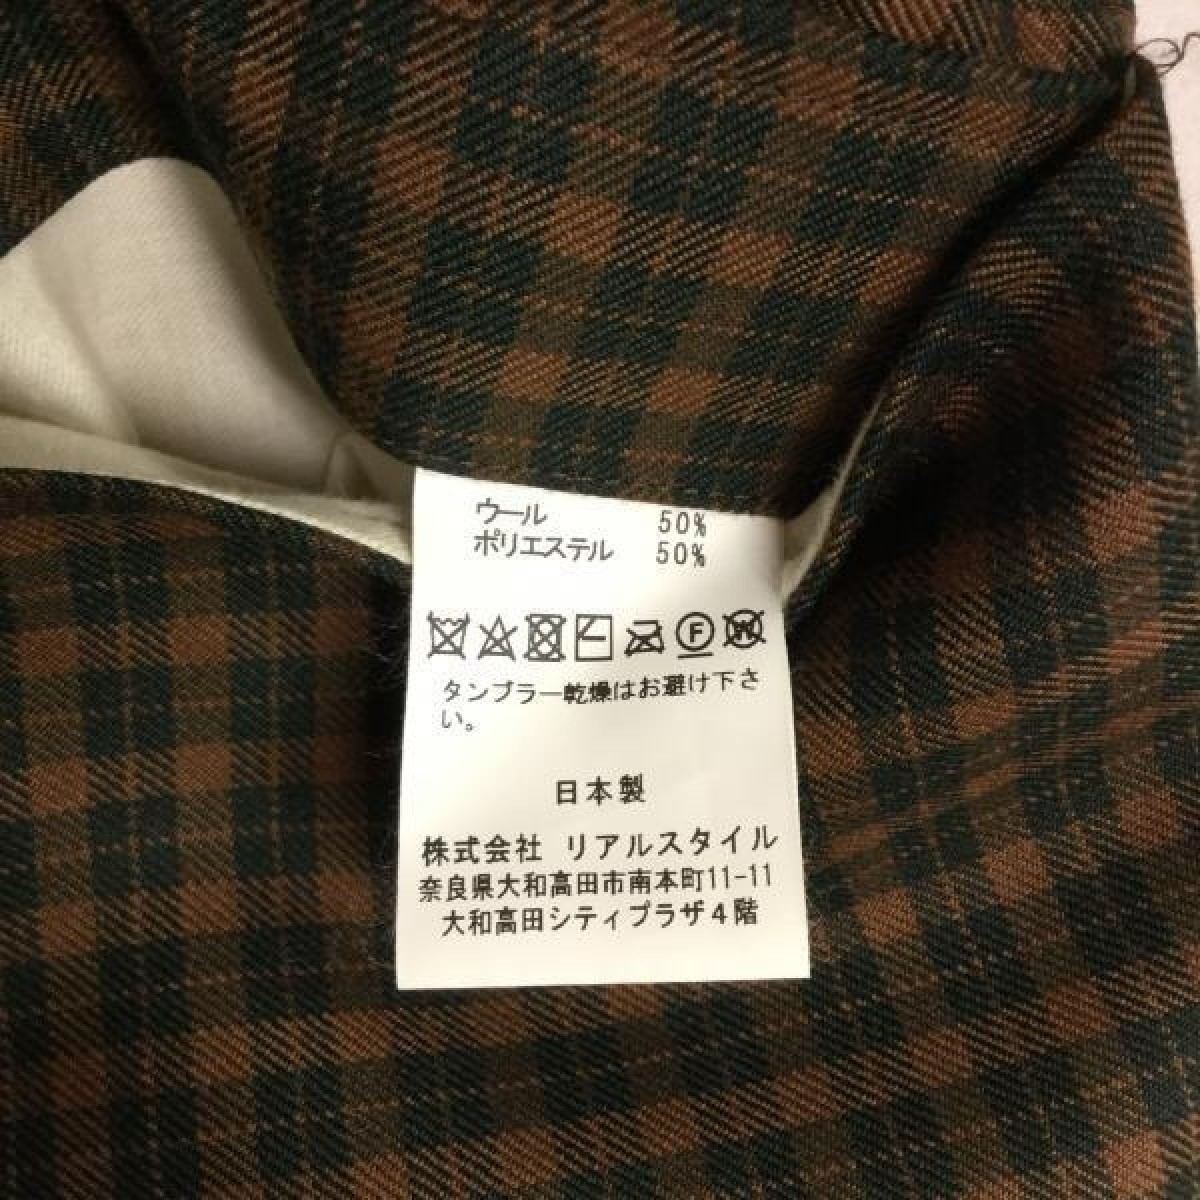 ウール 50%
ポリエステル 50%
F W
タンブラー乾燥はお避け下さ
い。
日本製
株式会社 リアルスタイル
奈良県大和高田市南本町11-11
大和高田シティプラザ4階